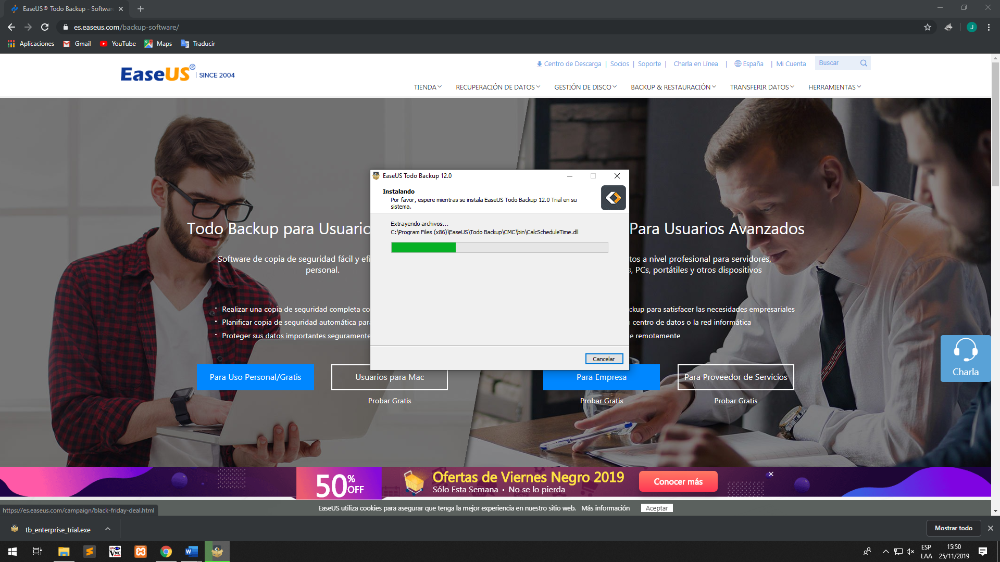 EaseUS® Todo Backup - Software
es.easeus.com/backup-software/
Aplicaciones Gmail YouTube Maps Traducir
EaseUS® | SINCE 2004
Centro de Descarga | Socios | Soporte | Charla en Línea | España | Mi Cuenta Buscar
TIENDA RECUPERACIÓN DE DATOS GESTIÓN DE DISCO BACKUP & RESTAURACIÓN TRANSFERIR DATOS HERRAMIENTAS
EaseUS Todo Backup 12.0
Instalando
Por favor, espere mientras se instala EaseUS Todo Backup 12.0 Trial en su
sistema.
Extrayendo archivos...
C:\Program Files (x86)\EaseUS\Todo Backup\CMC\bin\CalcScheduleTime.dll
Cancelar
Todo Backup para Usuaric
Software de copia de seguridad fácil y efi
personal.
· Realizar una copia de seguridad completa co
· Planificar copia de seguridad automática para
· Proteger sus datos importantes seguramente
Para Uso Personal/Gratis
Usuarios para Mac
Probar Gratis
Para Usuarios Avanzados
tos a nivel profesional para servidores,
s, PCs, portátiles y otros dispositivos
ckup para satisfacer las necesidades empresariales
centro de datos o la red informática
e remotamente
Para Empresa
Para Proveedor de Servicios
Probar Gratis
Probar Gratis
Charla
50% OFF
Ofertas de Viernes Negro 2019
Sólo Esta Semana • No se lo pierda
Conocer más
https://es.easeus.com/campaign/black-friday-deal.html
EaseUS utiliza cookies para asegurar que tenga la mejor experiencia en nuestro sitio web. Más información Aceptar
tb_enterprise_trial.exe
Mostrar todo
J
VNC
W
ESP
LAA
15:50
25/11/2019